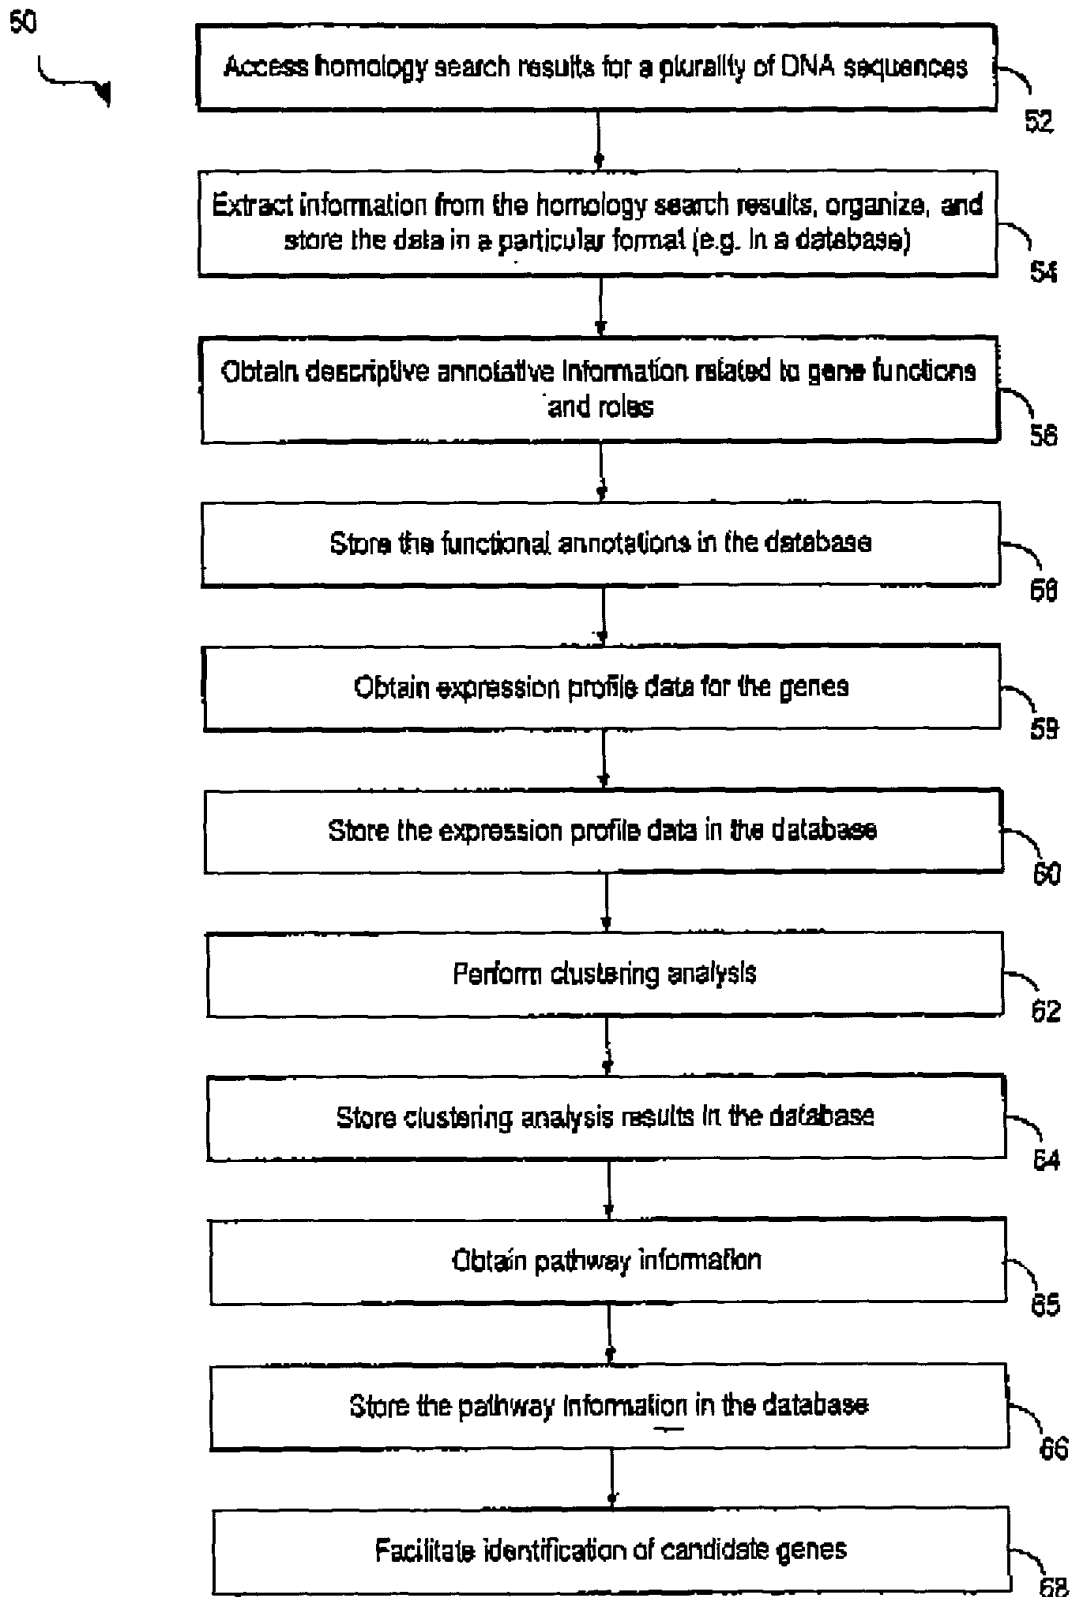 50
Access homology search results for a plurality of DNA sequences
52
Extract information from the homology search results, organize, and
store the data in a particular format (e.g. in a database)
54
Obtain descriptive annotative information related to gene functions
and roles
56
Store the functional annotations in the database
58
Obtain expression profile data for the genes
59
Store the expression profile data in the database
60
Perform clustering analysis
62
Store clustering analysis results in the database
64
Obtain pathway information
65
Store the pathway information in the database
66
Facilitate identification of candidate genes
68